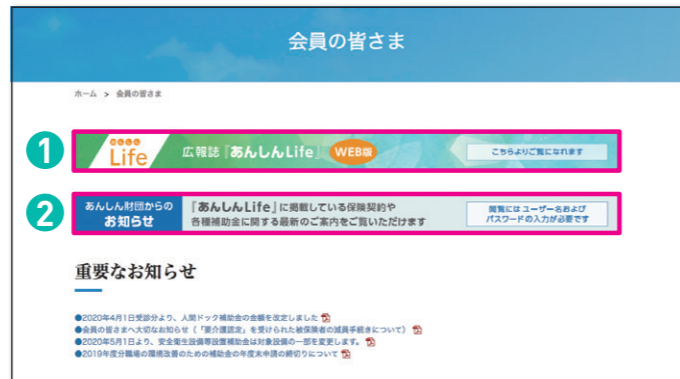 会員の皆さま
ホーム > 会員の皆さま
1
あんしん
Life
広報誌『あんしんLife』 WEB版
こちらよりご覧になれます
2
あんしん財団からの
お知らせ
『あんしんLife』に掲載している保険契約や
各種補助金に関する最新のご案内をご覧いただけます
閲覧には ユーザー名および
パスワードの入力が必要です
重要なお知らせ
●2020年4月1日受診分より、人間ドック補助金の金額を改定しました
●会員の皆さまへ大切なお知らせ（「要介護認定」を受けられた被保険者の減員手続きについて）
●2020年5月1日より、安全衛生設備等設置補助金は対象設備の一部を変更します。
●2019年度分職場の環境改善のための補助金の年度末申請の締切りについて